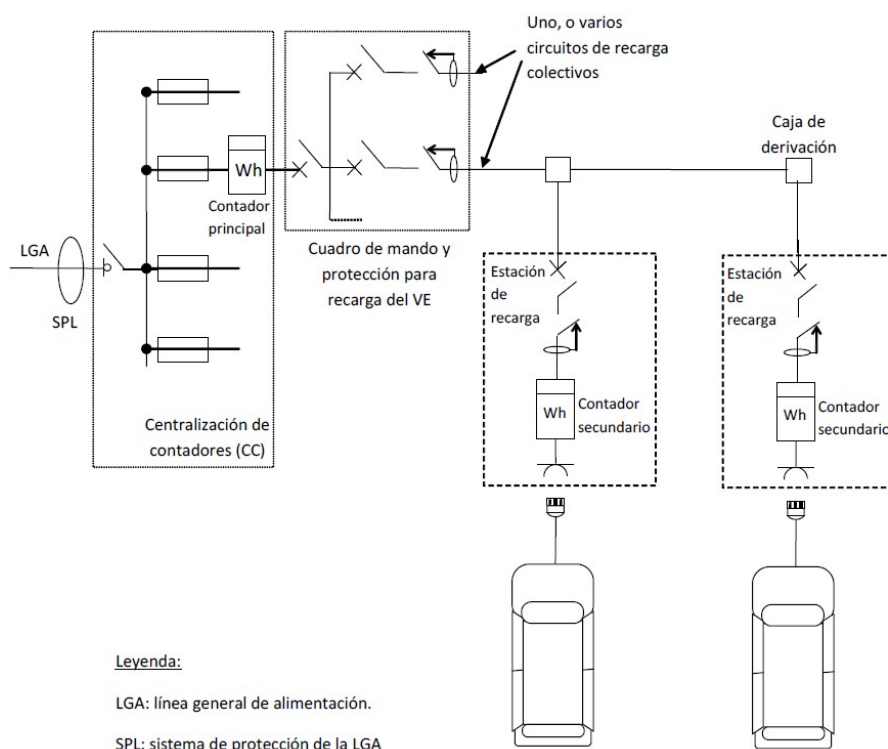 Uno, o varios
circuitos de recarga
colectivos
Caja de
derivación
Wh
Contador
principal
LGA
SPL
Cuadro de mando y
protección para
recarga del VE
Centralización de
contadores (CC)
Estación
de
recarga
Wh
Contador
secundario
Estación
de
recarga
Wh
Contador
secundario
Leyenda:
LGA: línea general de alimentación.
SPL: sistema de protección de la LGA